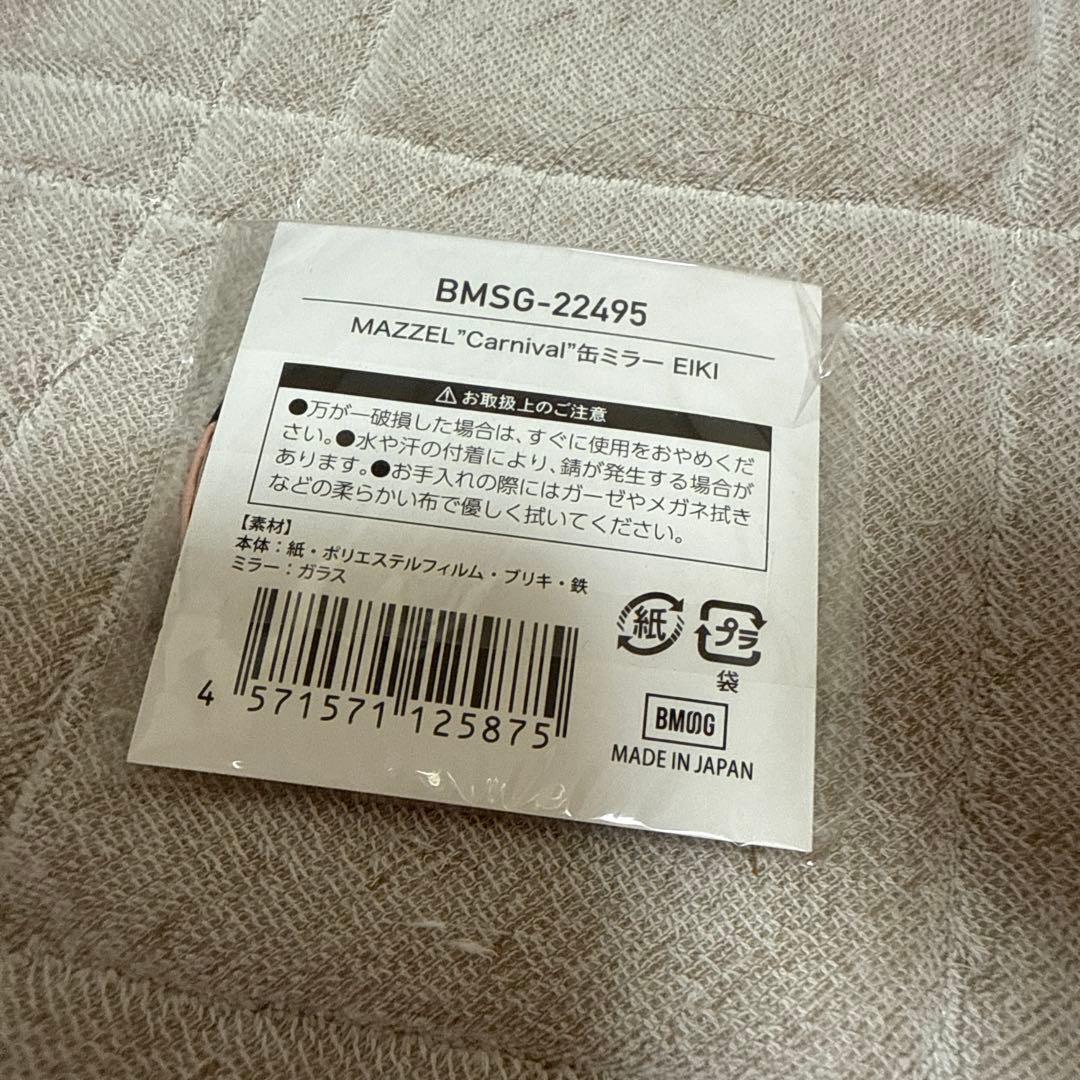 BMSG-22495
MAZZEL”Carnival”缶ミラー EIKI
⚠お取扱上のご注意
●万が一破損した場合は、すぐに使用をおやめくだ
さい。●水や汗の付着により、錆が発生する場合が
あります。●お手入れの際にはガーゼやメガネ拭き
などの柔らかい布で優しく拭いてください。
【素材】
本体：紙・ポリエステルフィルム・ブリキ・鉄
ミラー：ガラス
4 571571 125875
紙
プラ
袋
BMSG
MADE IN JAPAN